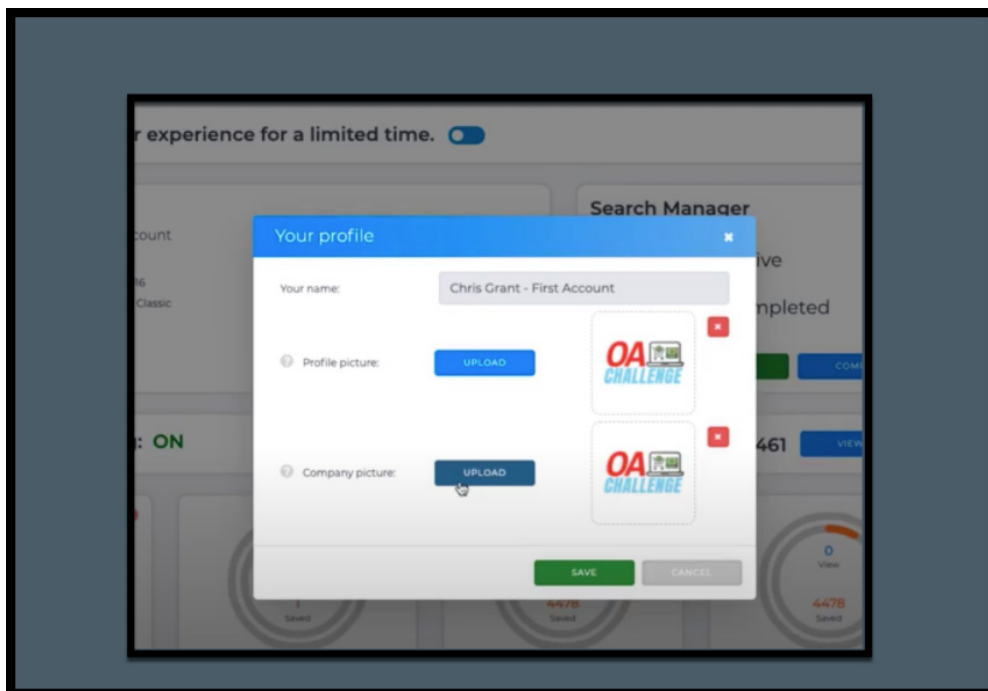 r experience for a limited time.
Search Manager
count
Your profile
ive
16
Classic
Your name:
Chris Grant - First Account
mpleted
Profile picture:
UPLOAD
OA
CHALLENGE
COM
: ON
461
VIEW
Company picture:
UPLOAD
OA
CHALLENGE
0
View
SAVE
CANCEL
1
Saved
4478
Saved
4478
Saved